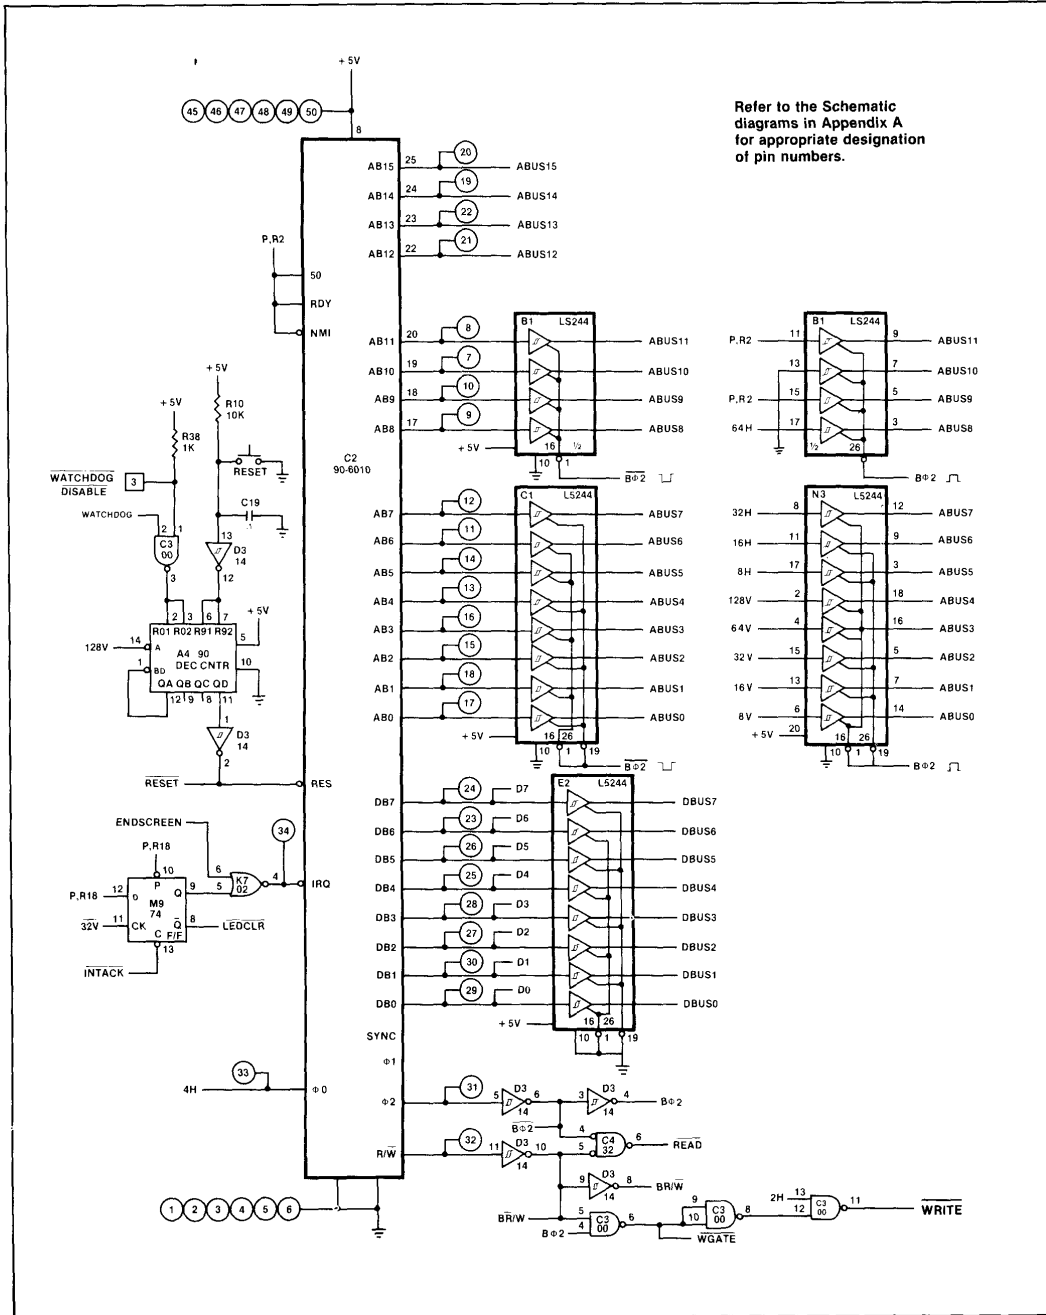 + 5V
45 46 47 48 49 50
8
Refer to the Schematic
diagrams in Appendix A
for appropriate designation
of pin numbers.
AB15 25 20 ABUS15
AB14 24 19 ABUS14
AB13 23 22 ABUS13
AB12 22 21 ABUS12
P,R2
50
RDY
NMI
B1 LS244
B1 LS244
AB11 20 8 ABUS11
P,R2 11 9 ABUS11
AB10 19 7 ABUS10
13 7 ABUS10
AB9 18 10 ABUS9
P,R2 15 5 ABUS9
AB8 17 9 ABUS8
64H 17 3 ABUS8
+ 5V 16 ½
½ 26
10 1
BΦ2
BΦ2
+ 5V
R10
10K
+ 5V
R38
1K
RESET
C2
90-6010
WATCHDOG
DISABLE
3
C19
WATCHDOG
2 1
C3
00
3
13
D3
14
12
C1 L5244
N3 L5244
AB7 12 ABUS7
32H 8 12 ABUS7
AB6 11 ABUS6
16H 11 9 ABUS6
AB5 14 ABUS5
8H 17 3 ABUS5
AB4 13 ABUS4
128V 2 18 ABUS4
AB3 16 ABUS3
64V 4 16 ABUS3
AB2 15 ABUS2
32V 15 5 ABUS2
AB1 18 ABUS1
16V 13 7 ABUS1
AB0 17 ABUS0
8V 6 14 ABUS0
+ 5V 16 26
+5V 20 16 26
10 1 19
10 1 19
BΦ2
BΦ2
2 3 6 7
+ 5V
R01 R02 R91 R92
128V 14 A
5
A4 90
DEC CNTR
10
1 BD
QA QB QC QD
12 9 8 11
1
D3
14
2
RESET
RES
E2 L5244
DB7 24 D7 DBUS7
DB6 23 D6 DBUS6
DB5 26 D5 DBUS5
DB4 25 D4 DBUS4
DB3 28 D3 DBUS3
DB2 27 D2 DBUS2
DB1 30 D1 DBUS1
DB0 29 D0 DBUS0
+ 5V 16 26
10 1 19
ENDSCREEN
34
P,R18
6
5
K7
02
4
IRQ
10
P
P,R18 12 D
Q 9
M9
74
32V 11 CK
Q 8 LEDCLR
C F/F
13
INTACK
SYNC
Φ1
33
4H
Φ0
Φ2 31 5 D3 14 6 3 D3 14 4 BΦ2
BΦ2
4
5
C4
32
6
READ
R/W 32 11 D3 14 10
9 D3 14 8 BR/W
BR/W 5
BΦ2 4
C3
00
6
WGATE
9
10
C3
00
8
2H 13
12
C3
00
11
WRITE
1 2 3 4 5 6